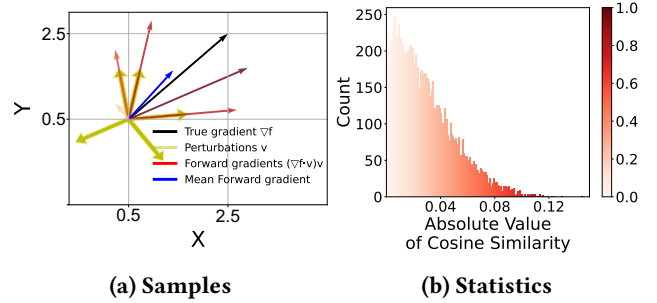 2.5
0.5
Y
True gradient ∇f
Perturbations v
Forward gradients (∇f·v)v
Mean Forward gradient
0.5
2.5
X
(a) Samples
250
200
150
100
50
0
Count
0.04
0.08
0.12
Absolute Value
of Cosine Similarity
1.0
0.8
0.6
0.4
0.2
0.0
(b) Statistics